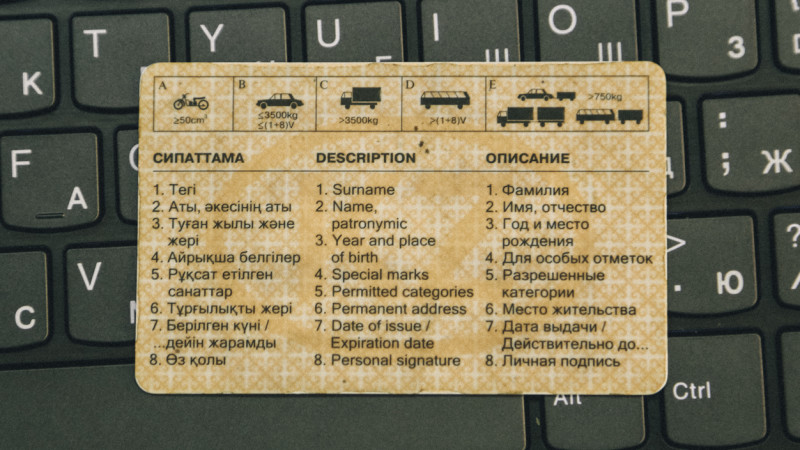 T
Y
U
I
O
P
К
Е
Ш
Щ
З
A B C D E
≥50cm³
≤3500kg
≤(1+8)V
>3500kg
>(1+8)V
>750kg
СИПАТТАМА
1. Тегі
2. Аты, әкесінің аты
3. Туған жылы және
жері
4. Айрықша белгілер
5. Рұқсат етілген
санаттар
6. Тұрғылықты жері
7. Берілген күні /
...дейін жарамды
8. Өз қолы
DESCRIPTION
1. Surname
2. Name,
patronymic
3. Year and place
of birth
4. Special marks
5. Permitted categories
6. Permanent address
7. Date of issue /
Expiration date
8. Personal signature
ОПИСАНИЕ
1. Фамилия
2. Имя, отчество
3. Год и место
рождения
4. Для особых отметок
5. Разрешенные
категории
6. Место жительства
7. Дата выдачи /
Действительно до...
8. Личная подпись
F
А
:
; Ж
V
С
>
. Ю
?
Alt
Ctrl